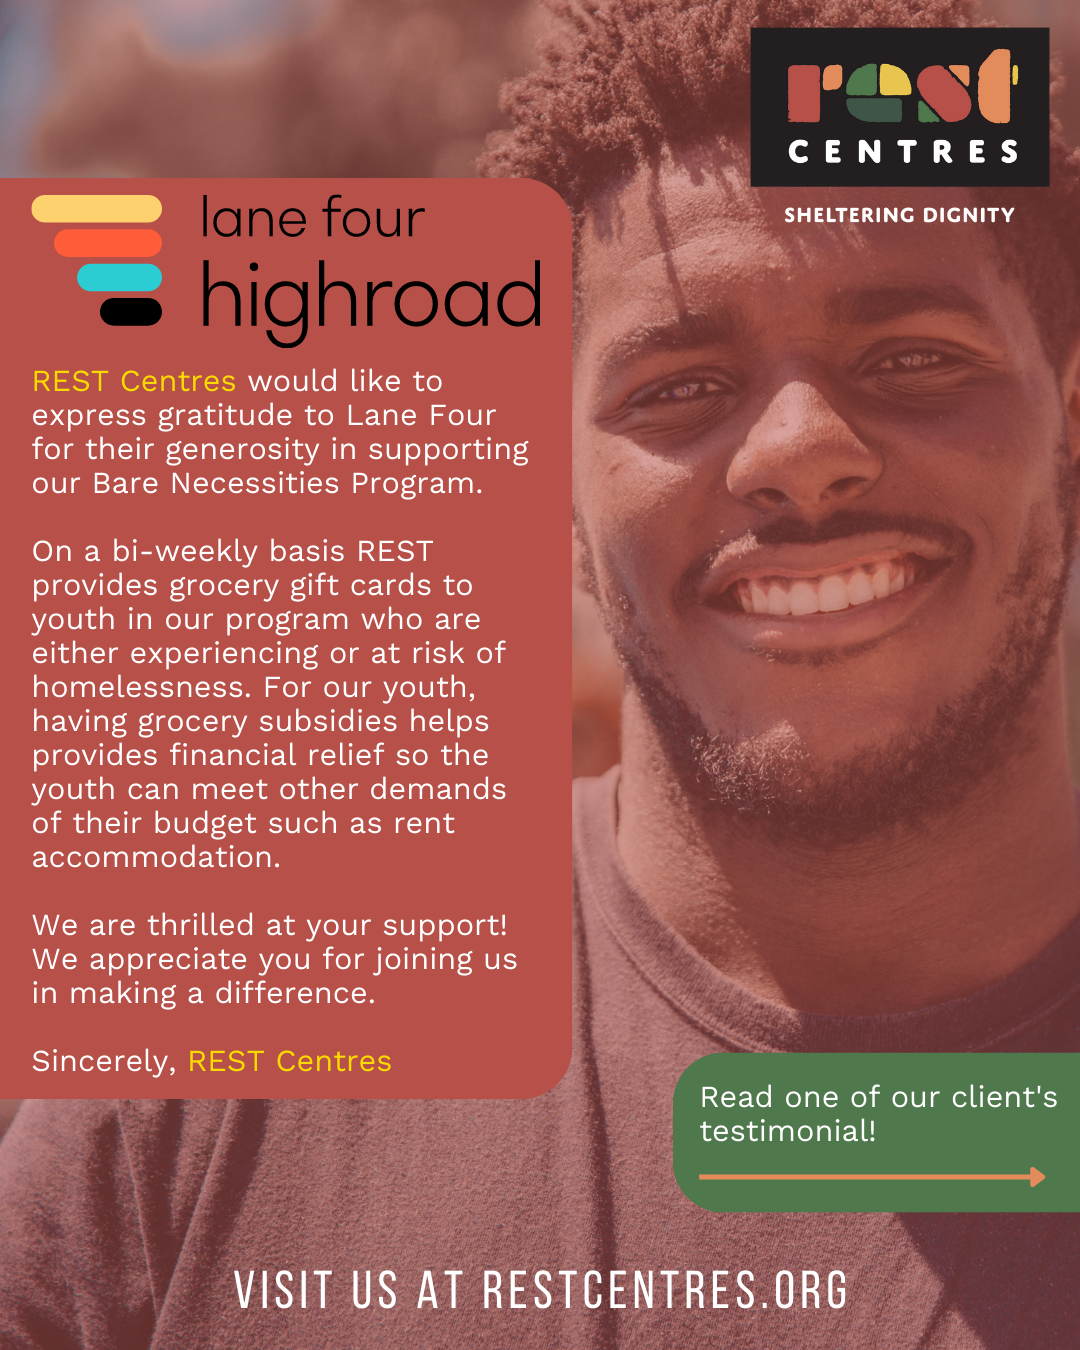 rest
CENTRES
SHELTERING DIGNITY
lane four
highroad
REST Centres would like to
express gratitude to Lane Four
for their generosity in supporting
our Bare Necessities Program.
On a bi-weekly basis REST
provides grocery gift cards to
youth in our program who are
either experiencing or at risk of
homelessness. For our youth,
having grocery subsidies helps
provides financial relief so the
youth can meet other demands
of their budget such as rent
accommodation.
We are thrilled at your support!
We appreciate you for joining us
in making a difference.
Sincerely, REST Centres
Read one of our client's
testimonial!
VISIT US AT RESTCENTRES.ORG